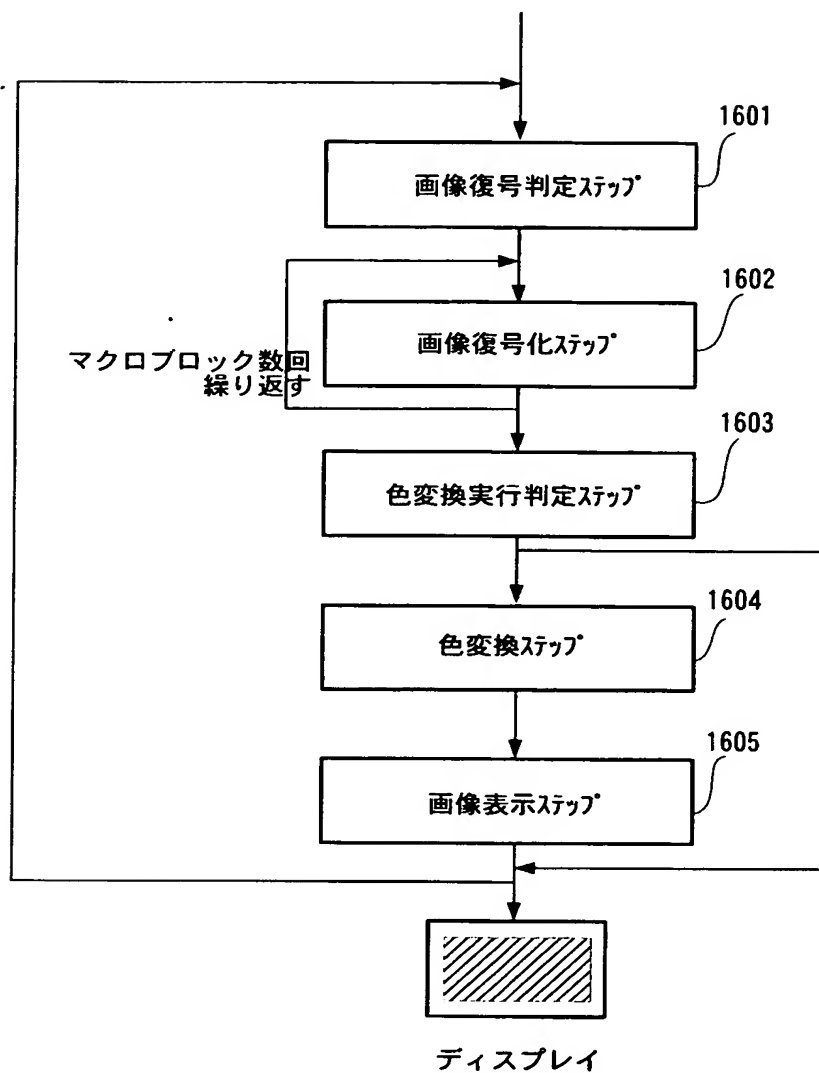 1601
画像復号判定ステップ
1602
画像復号化ステップ
マクロブロック数回
繰り返す
1603
色変換実行判定ステップ
1604
色変換ステップ
1605
画像表示ステップ
ディスプレイ